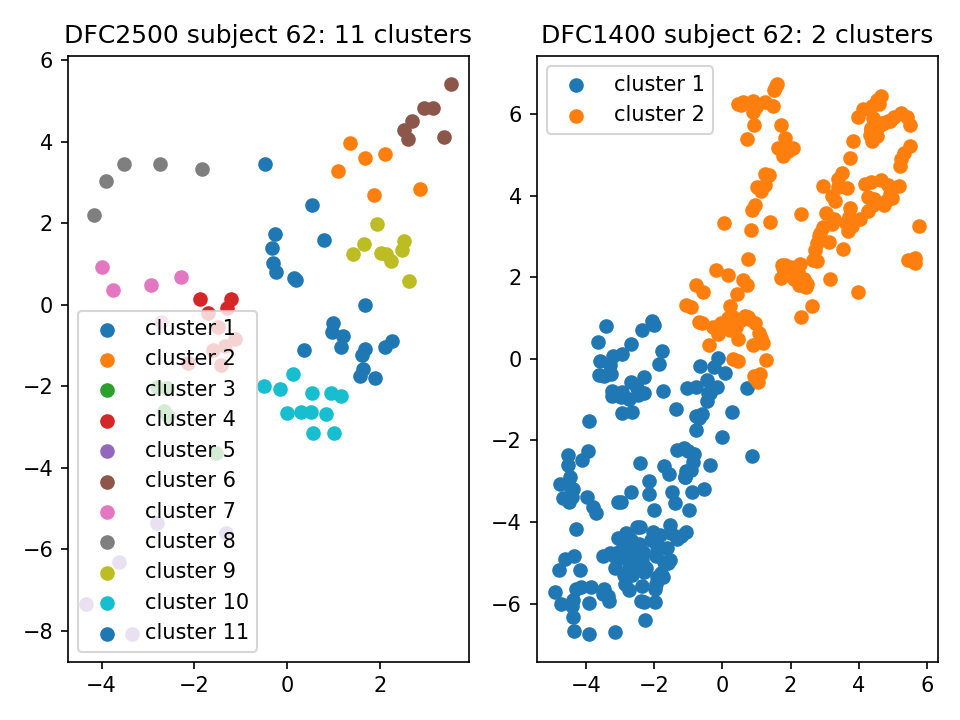 DFC2500 subject 62: 11 clusters
6
4
2
0
−2
−4
−6
−8
cluster 1
cluster 2
cluster 3
cluster 4
cluster 5
cluster 6
cluster 7
cluster 8
cluster 9
cluster 10
cluster 11
−4
−2
0
2
DFC1400 subject 62: 2 clusters
cluster 1
cluster 2
6
4
2
0
−2
−4
−6
−4
−2
0
2
4
6